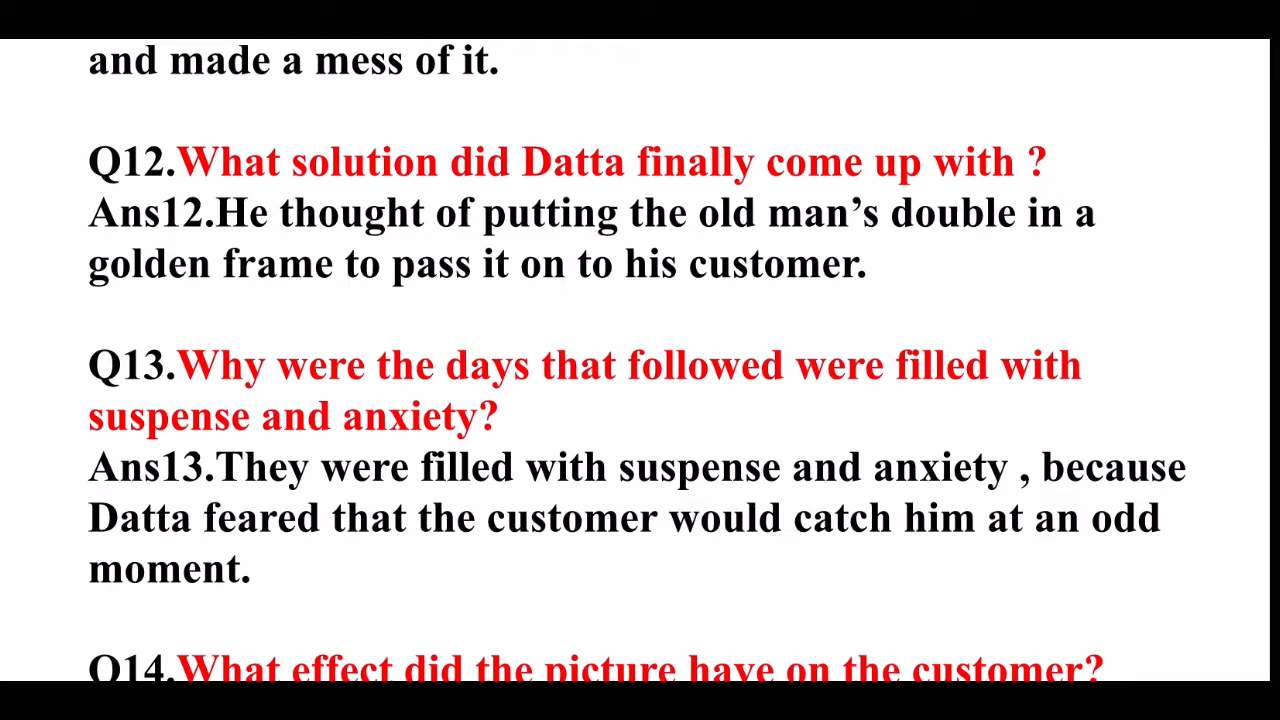 and made a mess of it.
Q12.What solution did Datta finally come up with ?
Ans12.He thought of putting the old man’s double in a
golden frame to pass it on to his customer.
Q13.Why were the days that followed were filled with
suspense and anxiety?
Ans13.They were filled with suspense and anxiety , because
Datta feared that the customer would catch him at an odd
moment.
Q14.What effect did the picture have on the customer?